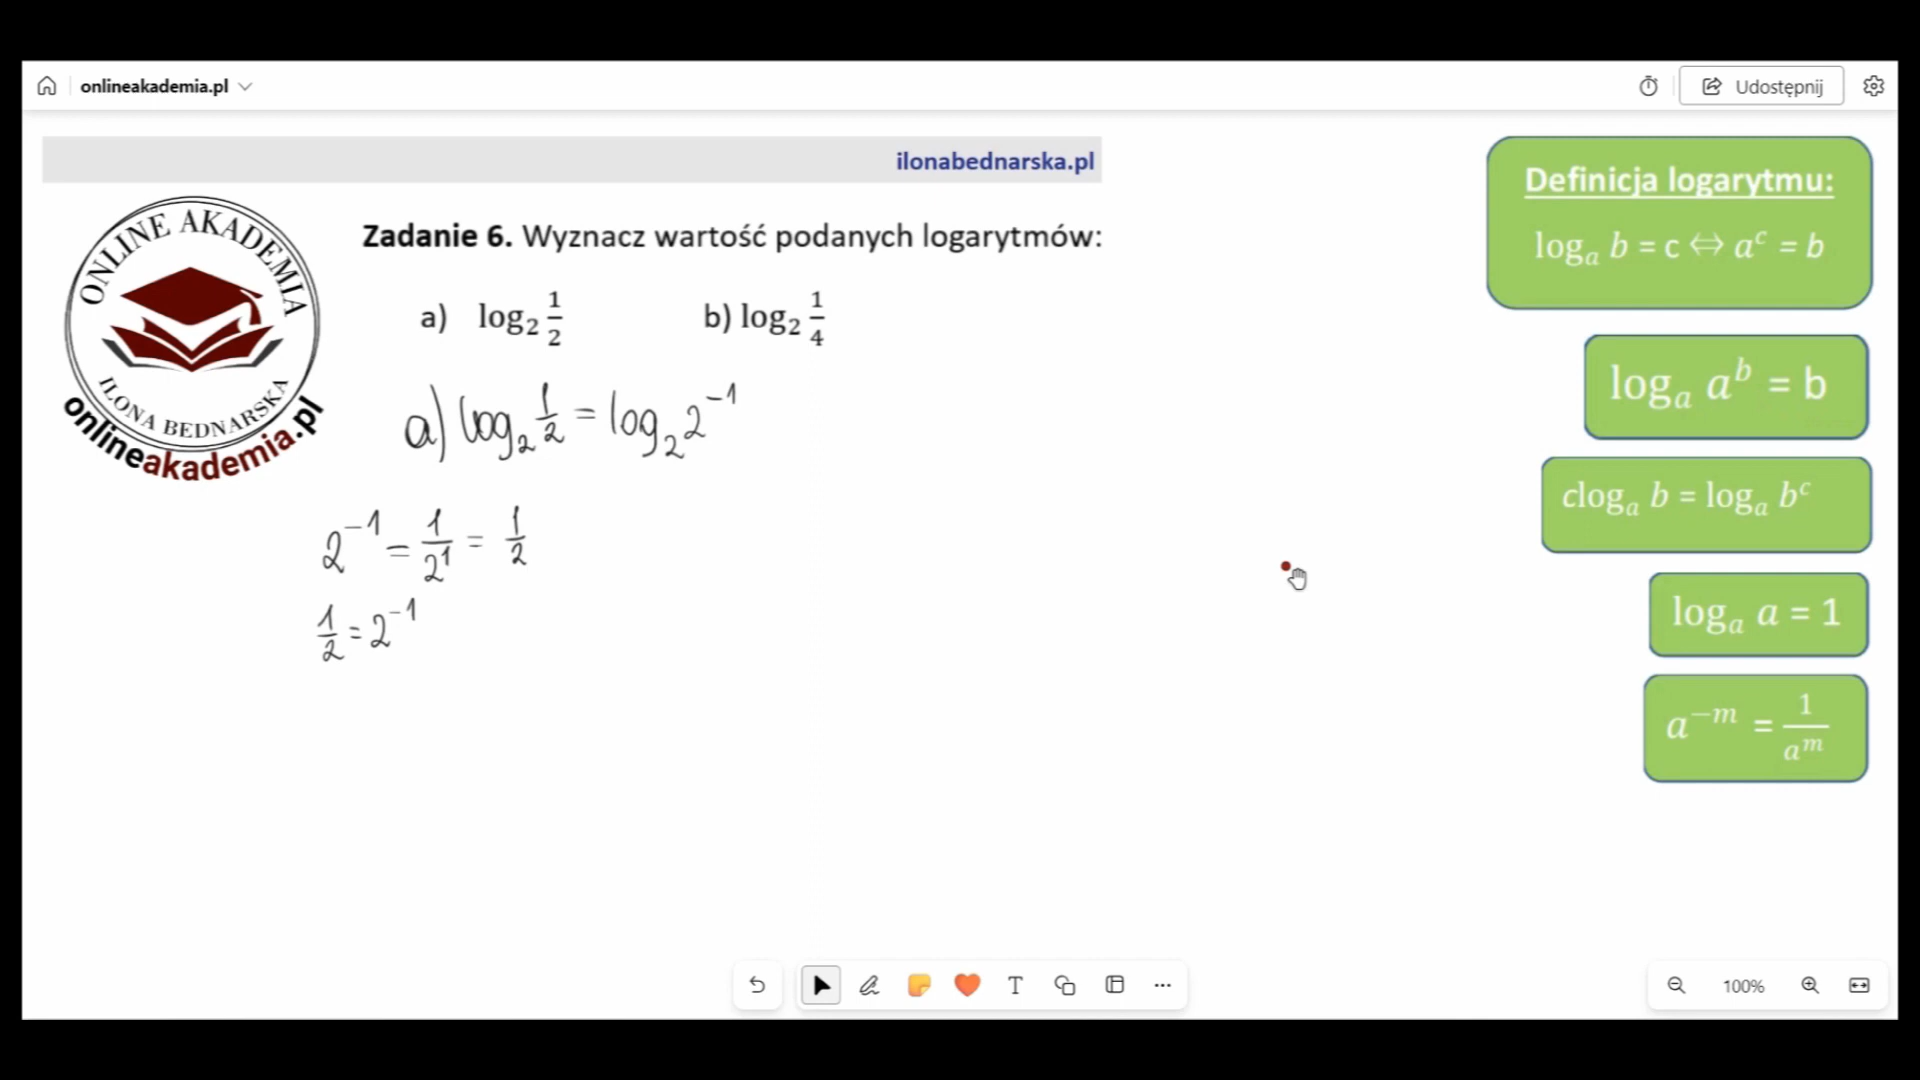 onlineakademia.pl
Udostępnij
ilonabednarska.pl
ONLINE AKADEMIA
ILONA BEDNARSKA
onlineakademia.pl
Zadanie 6. Wyznacz wartość podanych logarytmów:
a) log₂ 1/2 b) log₂ 1/4
a) log₂ 1/2 = log₂ 2⁻¹
2⁻¹ = 1/2¹ = 1/2
1/2 = 2⁻¹
Definicja logarytmu:
logₐ b = c ⇔ aᶜ = b
logₐ aᵇ = b
clogₐ b = logₐ bᶜ
logₐ a = 1
a⁻ᵐ = 1/aᵐ
T
100%